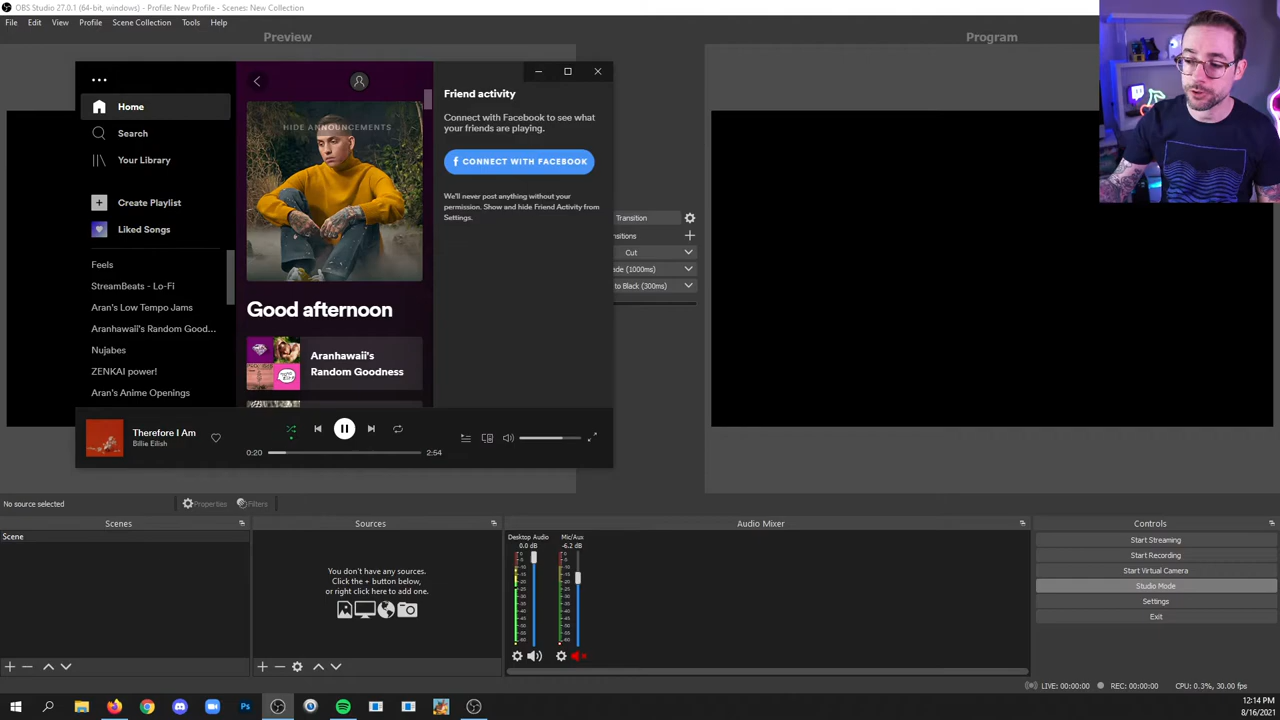 OBS Studio 27.0.1 (64-bit, windows) - Profile: New Profile - Scenes: New Collection
File Edit View Profile Scene Collection Tools Help
Preview
Program
Home
Search
Your Library
Create Playlist
Liked Songs
Feels
StreamBeats - Lo-Fi
Aran's Low Tempo Jams
Aranhawaii's Random Good...
Nujabes
ZENKAI power!
Aran's Anime Openings
HIDE ANNOUNCEMENTS
Good afternoon
Aranhawaii's
Random Goodness
Friend activity
Connect with Facebook to see what
your friends are playing.
f CONNECT WITH FACEBOOK
We'll never post anything without your
permission. Show and hide Friend Activity from
Settings.
Therefore I Am
Billie Eilish
0:20 2:54
Transition
Cut
(1000ms)
to Black (300ms)
No source selected
Properties Filters
Scenes
Scene
Sources
You don't have any sources.
Click the + button below,
or right click here to add one.
Audio Mixer
Desktop Audio Mic/Aux
0.0 dB -6.2 dB
Controls
Start Streaming
Start Recording
Start Virtual Camera
Studio Mode
Settings
Exit
LIVE: 00:00:00 REC: 00:00:00 CPU: 0.3%, 30.00 fps
Ps
12:14 PM
8/16/2021